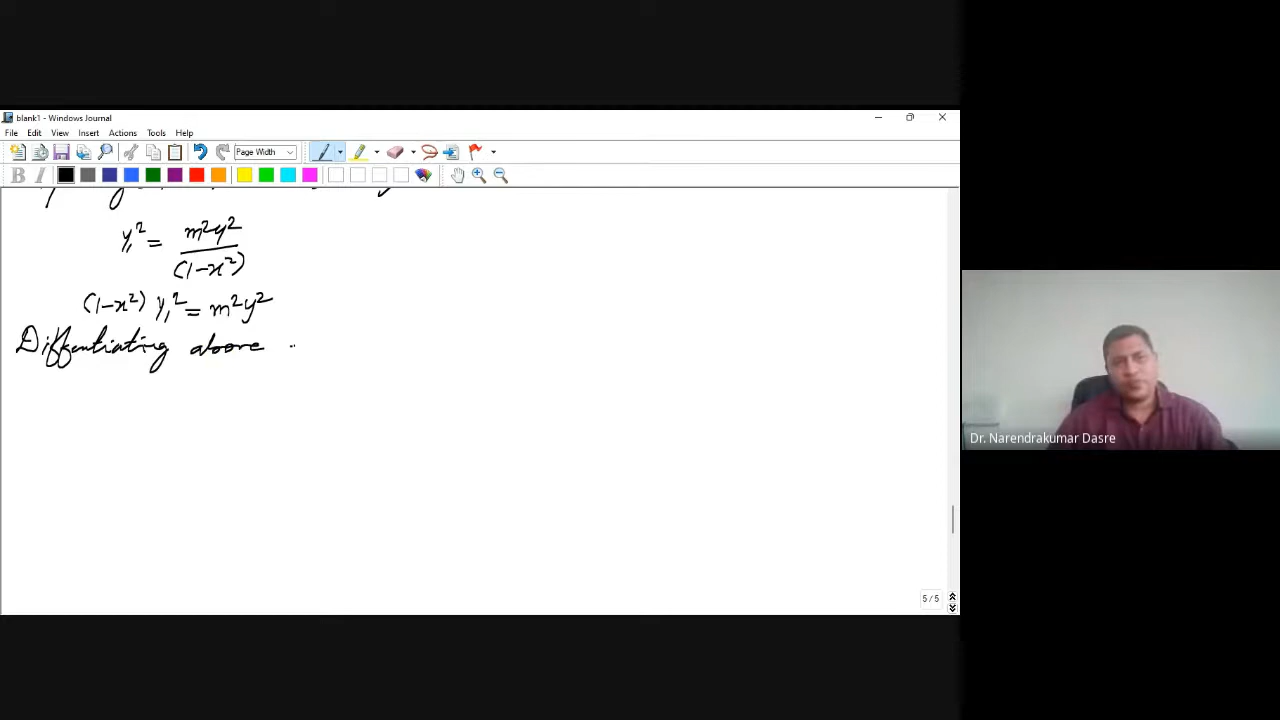 blank1 - Windows Journal
File Edit View Insert Actions Tools Help
Page Width
B I
y₁² = m²y² / (1-x²)
(1-x²) y₁² = m²y²
Diffentiating above
5 / 5
Dr. Narendrakumar Dasre